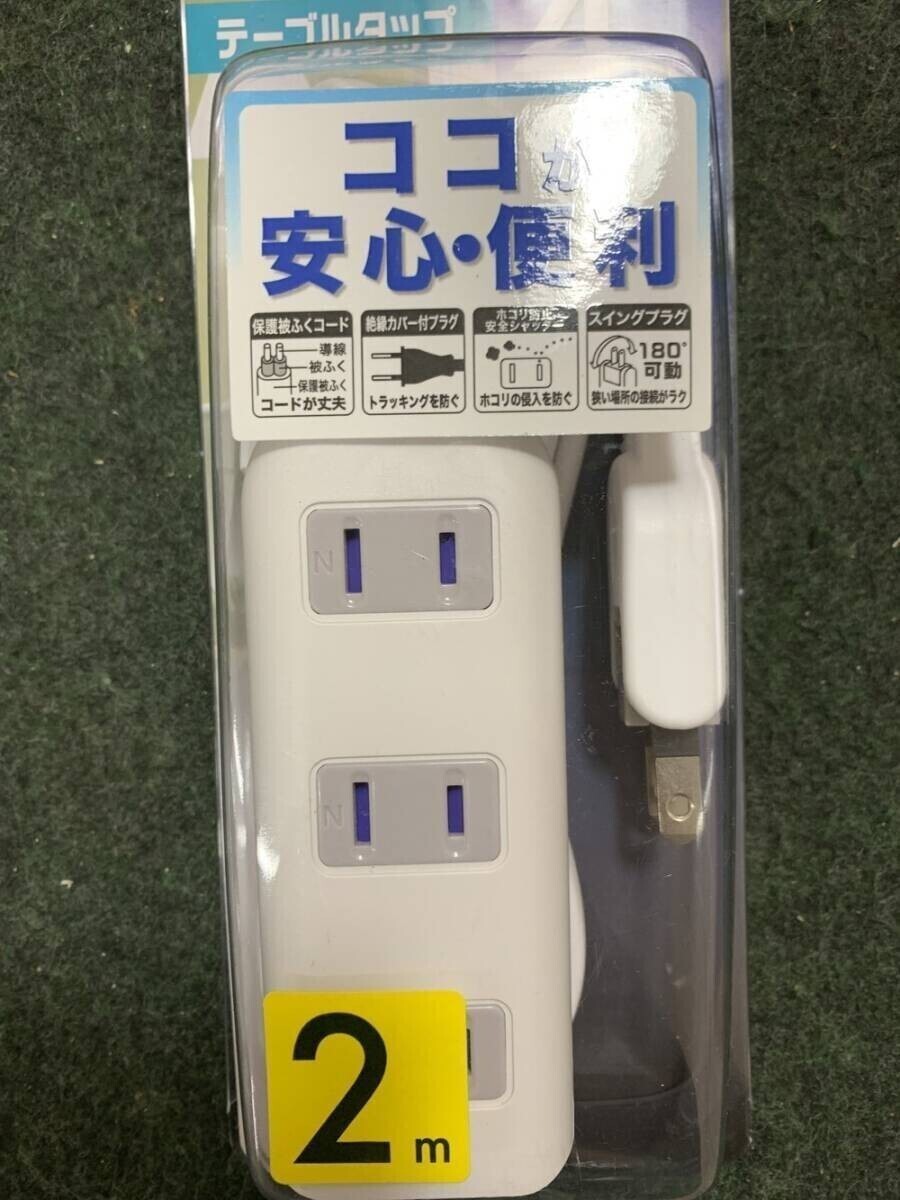 テーブルタップ
ココが
安心・便利
保護被ふくコード
導線
被ふく
保護被ふく
コードが丈夫
絶縁カバー付プラグ
トラッキングを防ぐ
ホコリ防止
安全シャッター
ホコリの侵入を防ぐ
スイングプラグ
180°
可動
狭い場所の接続がラク
N
N
2m